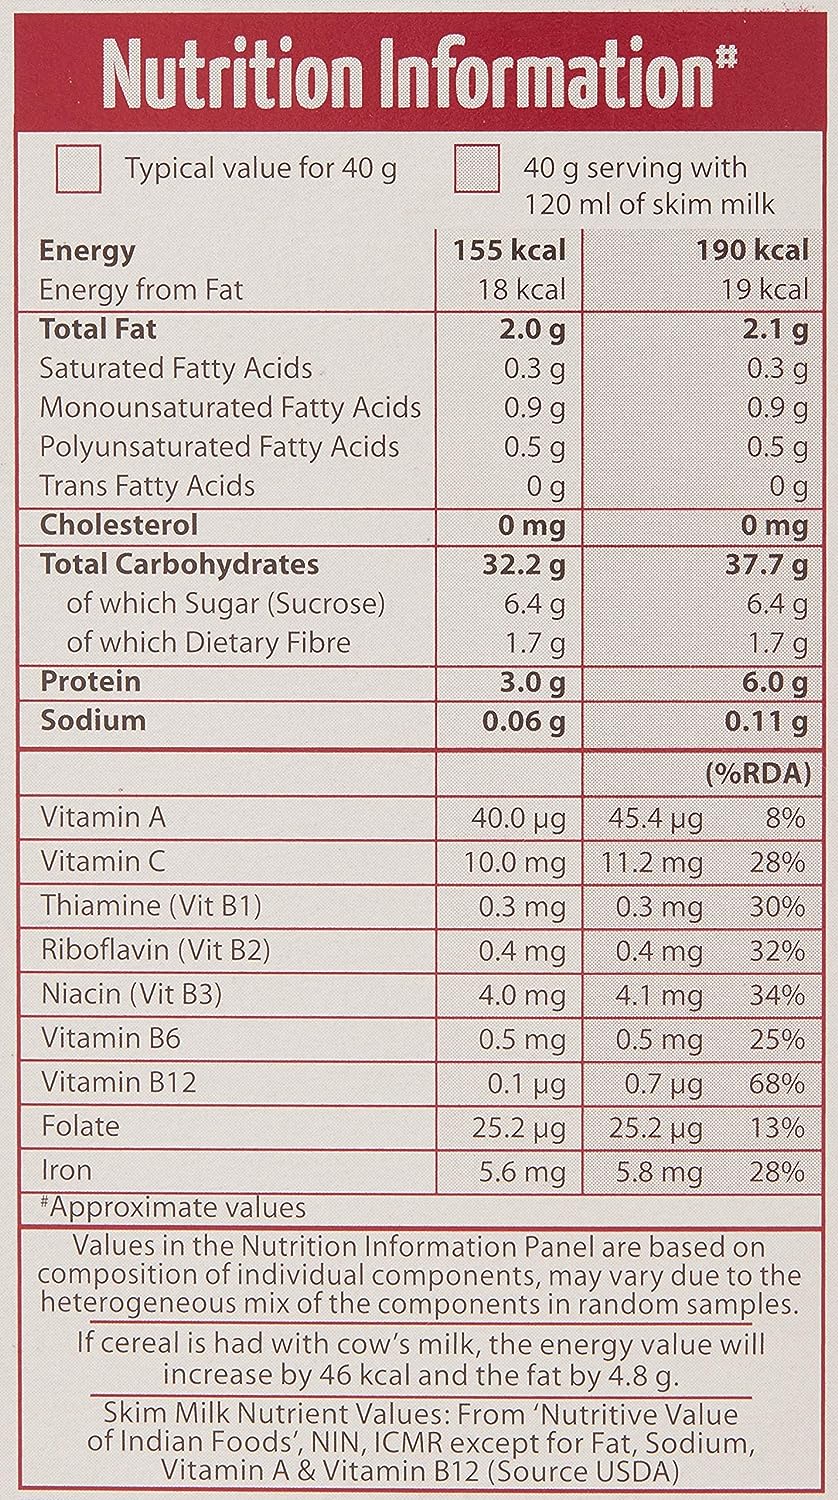 Nutrition Information#
Typical value for 40 g
40 g serving with
120 ml of skim milk
Energy 155 kcal 190 kcal
Energy from Fat 18 kcal 19 kcal
Total Fat 2.0 g 2.1 g
Saturated Fatty Acids 0.3 g 0.3 g
Monounsaturated Fatty Acids 0.9 g 0.9 g
Polyunsaturated Fatty Acids 0.5 g 0.5 g
Trans Fatty Acids 0 g 0 g
Cholesterol 0 mg 0 mg
Total Carbohydrates 32.2 g 37.7 g
of which Sugar (Sucrose) 6.4 g 6.4 g
of which Dietary Fibre 1.7 g 1.7 g
Protein 3.0 g 6.0 g
Sodium 0.06 g 0.11 g
(%RDA)
Vitamin A 40.0 µg 45.4 µg 8%
Vitamin C 10.0 mg 11.2 mg 28%
Thiamine (Vit B1) 0.3 mg 0.3 mg 30%
Riboflavin (Vit B2) 0.4 mg 0.4 mg 32%
Niacin (Vit B3) 4.0 mg 4.1 mg 34%
Vitamin B6 0.5 mg 0.5 mg 25%
Vitamin B12 0.1 µg 0.7 µg 68%
Folate 25.2 µg 25.2 µg 13%
Iron 5.6 mg 5.8 mg 28%
#Approximate values
Values in the Nutrition Information Panel are based on
composition of individual components, may vary due to the
heterogeneous mix of the components in random samples.
If cereal is had with cow's milk, the energy value will
increase by 46 kcal and the fat by 4.8 g.
Skim Milk Nutrient Values: From 'Nutritive Value
of Indian Foods', NIN, ICMR except for Fat, Sodium,
Vitamin A & Vitamin B12 (Source USDA)